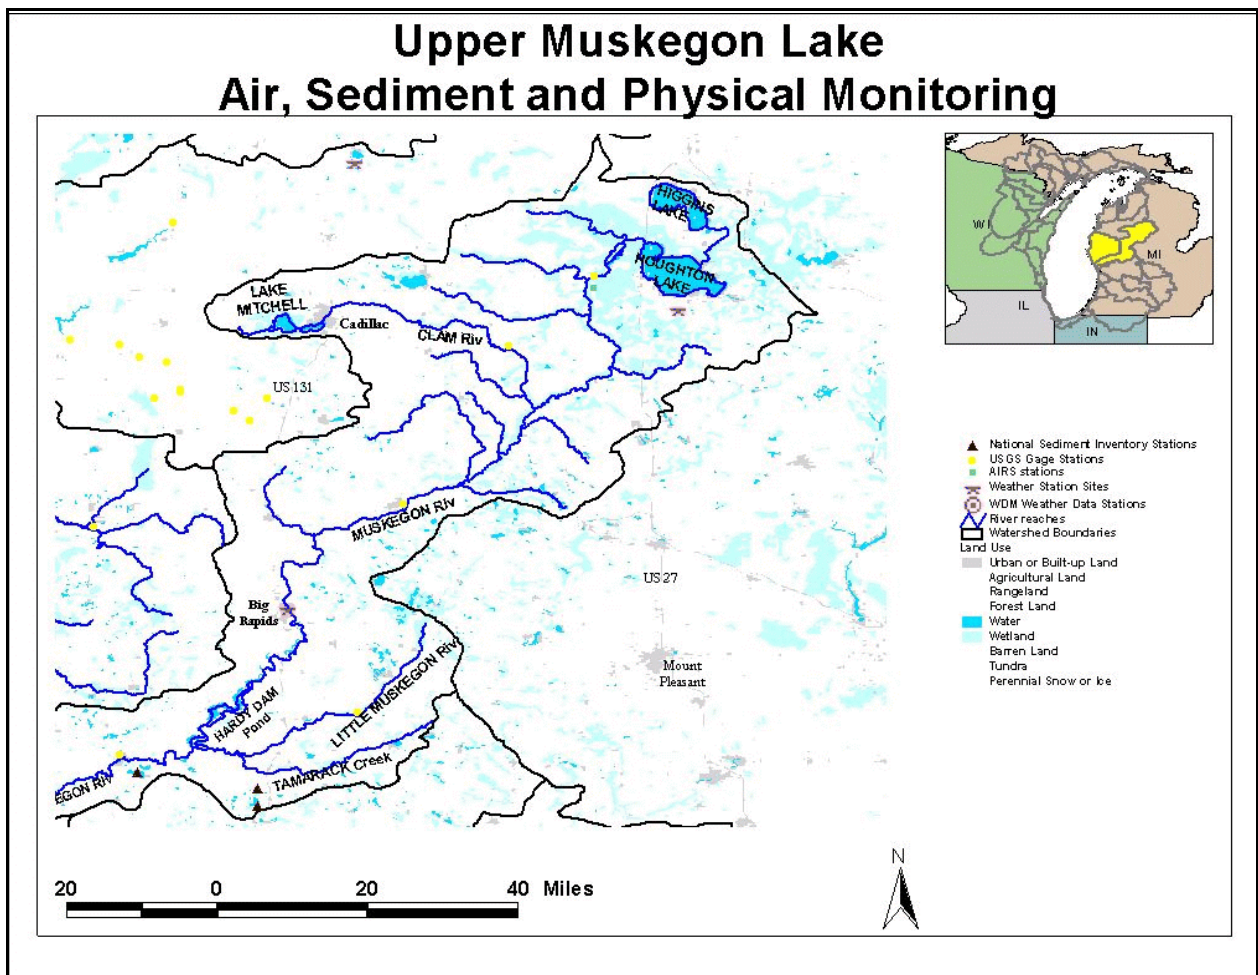 Upper Muskegon Lake
Air, Sediment and Physical Monitoring
HIGGINS
LAKE
HOUGHTON
LAKE
LAKE
MITCHELL
Cadillac
CLAM Riv
US 131
MUSKEGON RIV
US 27
Big
Rapids
Mount
Pleasant
LITTLE MUSKEGON RIV
HARDY DAM
Pond
TAMARACK Creek
EGON RIV
WI
MI
IL
IN
National Sediment Inventory Stations
USGS Gage Stations
AIRS stations
Weather Station Sites
WDM Weather Data Stations
River reaches
Watershed Boundaries
Land Use
Urban or Built-up Land
Agricultural Land
Rangeland
Forest Land
Water
Wetland
Barren Land
Tundra
Perennial Snow or Ice
20 0 20 40 Miles
N